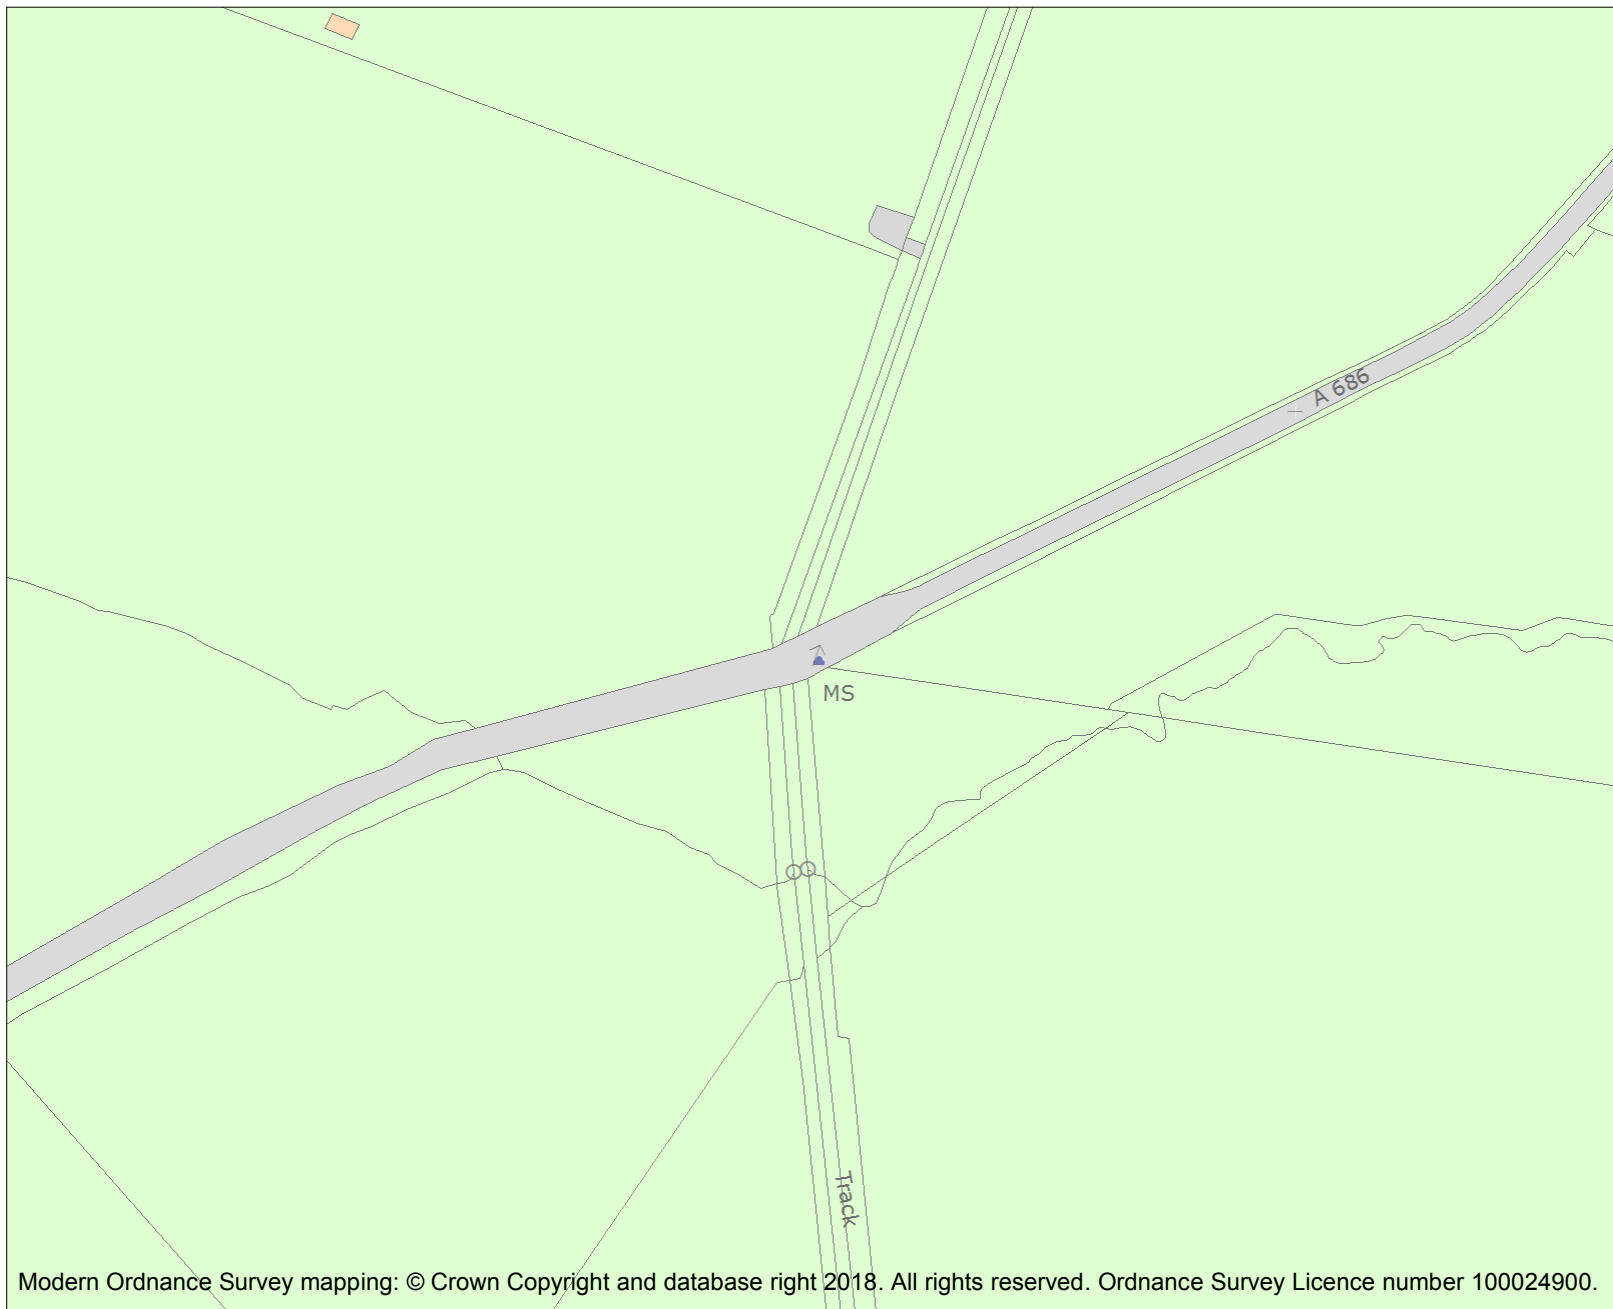 A 686
MS
Track
Modern Ordnance Survey mapping: © Crown Copyright and database right 2018. All rights reserved. Ordnance Survey Licence number 100024900.